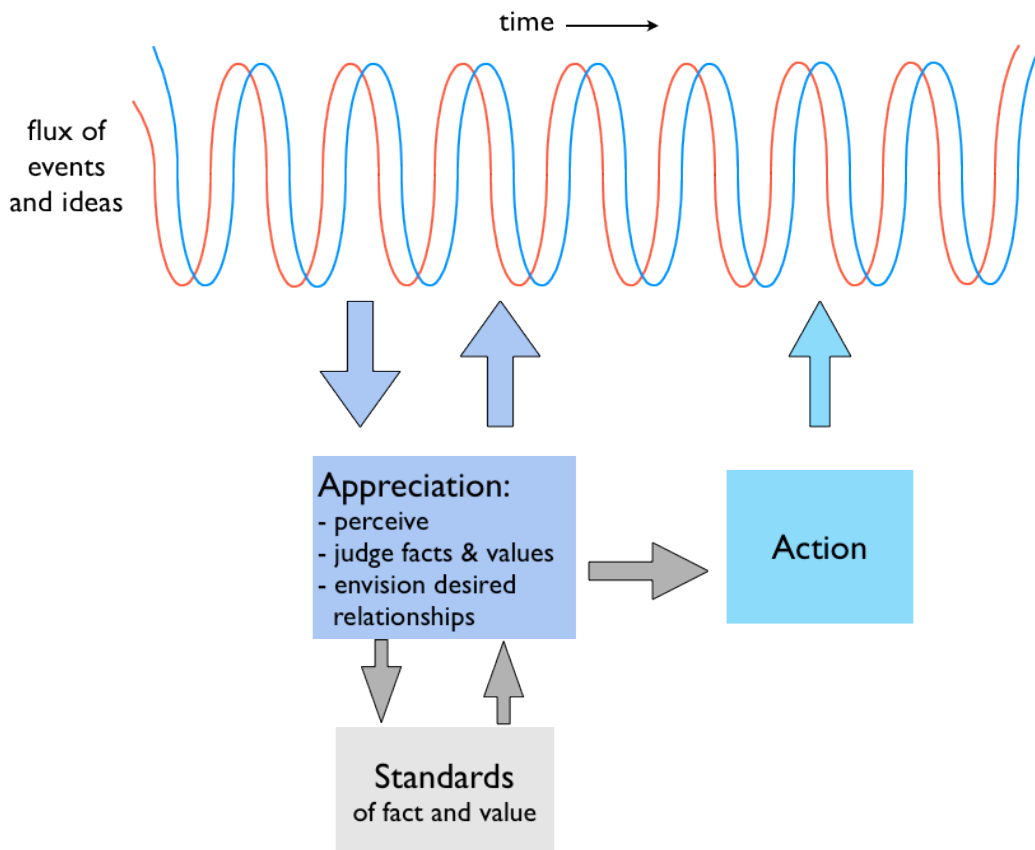 time
flux of
events
and ideas
Appreciation:
- perceive
- judge facts & values
- envision desired
relationships
Action
Standards
of fact and value